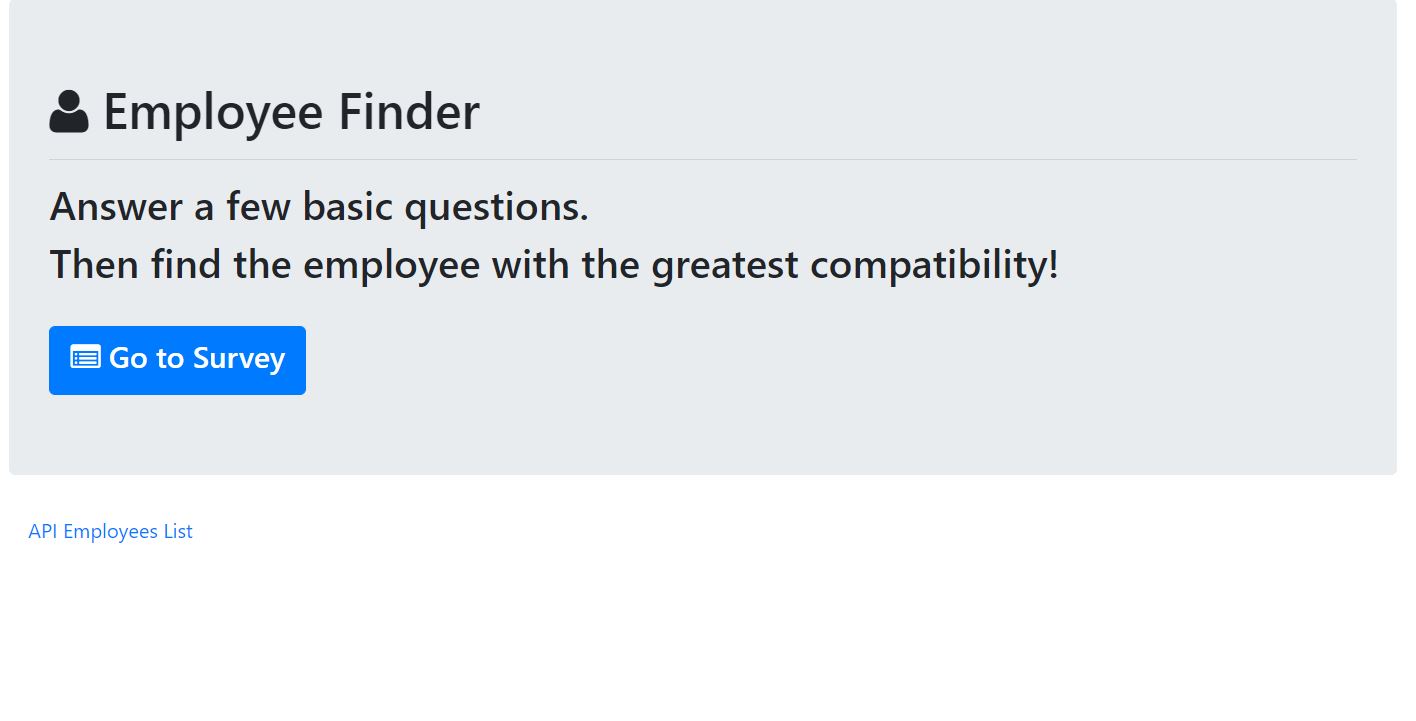 Employee Finder
Answer a few basic questions.
Then find the employee with the greatest compatibility!
Go to Survey
API Employees List